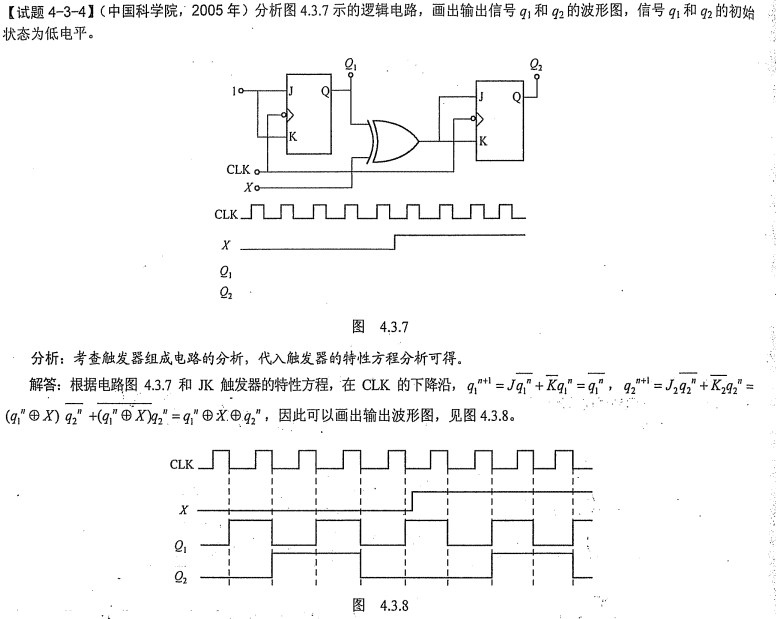 【试题 4-3-4】（中国科学院，2005 年）分析图 4.3.7 示的逻辑电路，画出输出信号 q₁ 和 q₂ 的波形图，信号 q₁ 和 q₂ 的初始
状态为低电平。
Q₁
Q₂
1
J
Q
K
J
Q
K
CLK
X
CLK
X
Q₁
Q₂
图 4.3.7
分析：考查触发器组成电路的分析，代入触发器的特性方程分析可得。
解答：根据电路图 4.3.7 和 JK 触发器的特性方程，在 CLK 的下降沿，q₁ⁿ⁺¹ = J\overline{q₁ⁿ} + \overline{K}q₁ⁿ = \overline{q₁ⁿ}，q₂ⁿ⁺¹ = J₂\overline{q₂ⁿ} + \overline{K₂}q₂ⁿ =
(q₁ⁿ ⊕ X) \overline{q₂ⁿ} + \overline{(q₁ⁿ ⊕ X)}q₂ⁿ = q₁ⁿ ⊕ X ⊕ q₂ⁿ，因此可以画出输出波形图，见图 4.3.8。
CLK
X
Q₁
Q₂
图 4.3.8